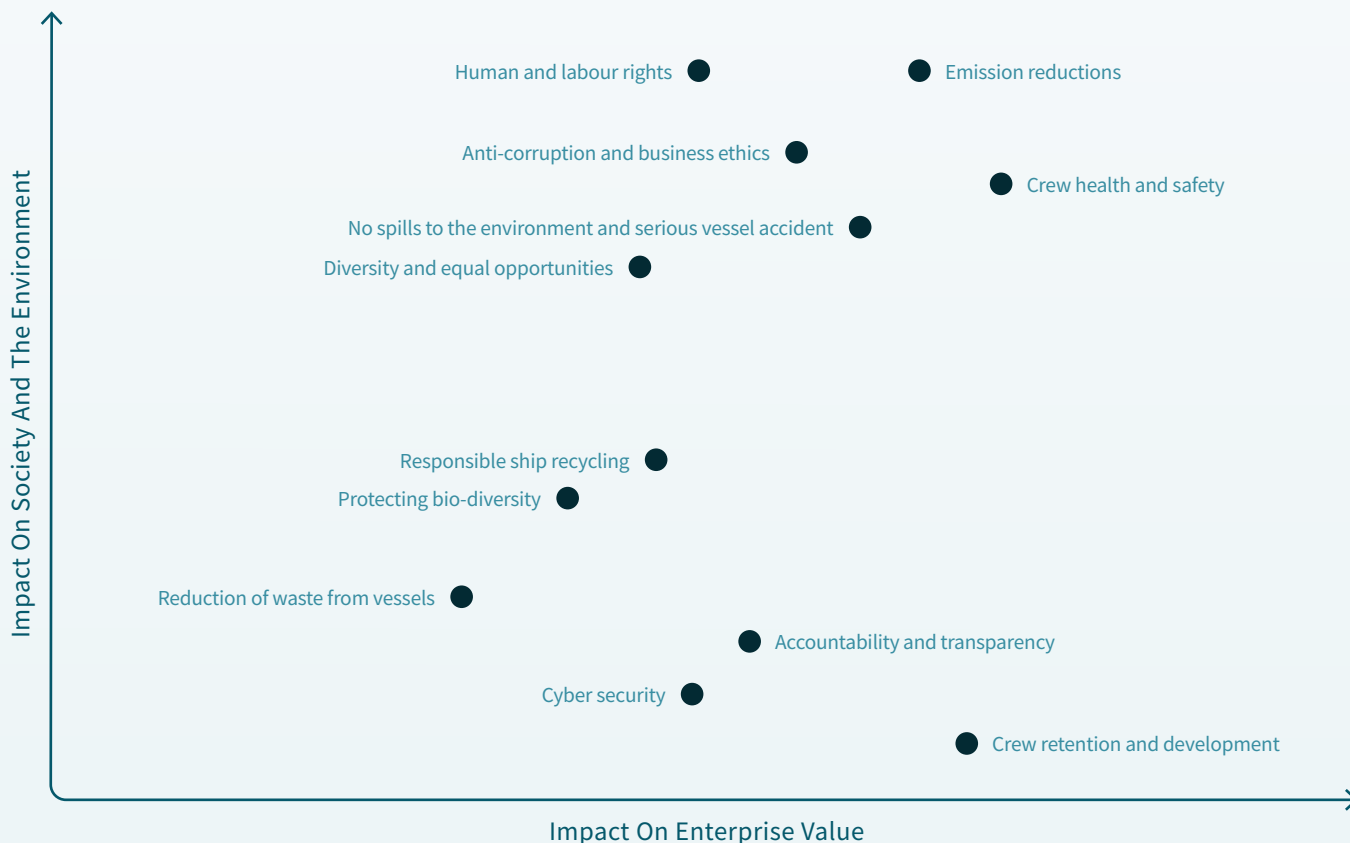 Human and labour rights
Emission reductions
Anti-corruption and business ethics
Crew health and safety
No spills to the environment and serious vessel accident
Diversity and equal opportunities
Impact On Society And The Environment
Responsible ship recycling
Protecting bio-diversity
Reduction of waste from vessels
Accountability and transparency
Cyber security
Crew retention and development
Impact On Enterprise Value